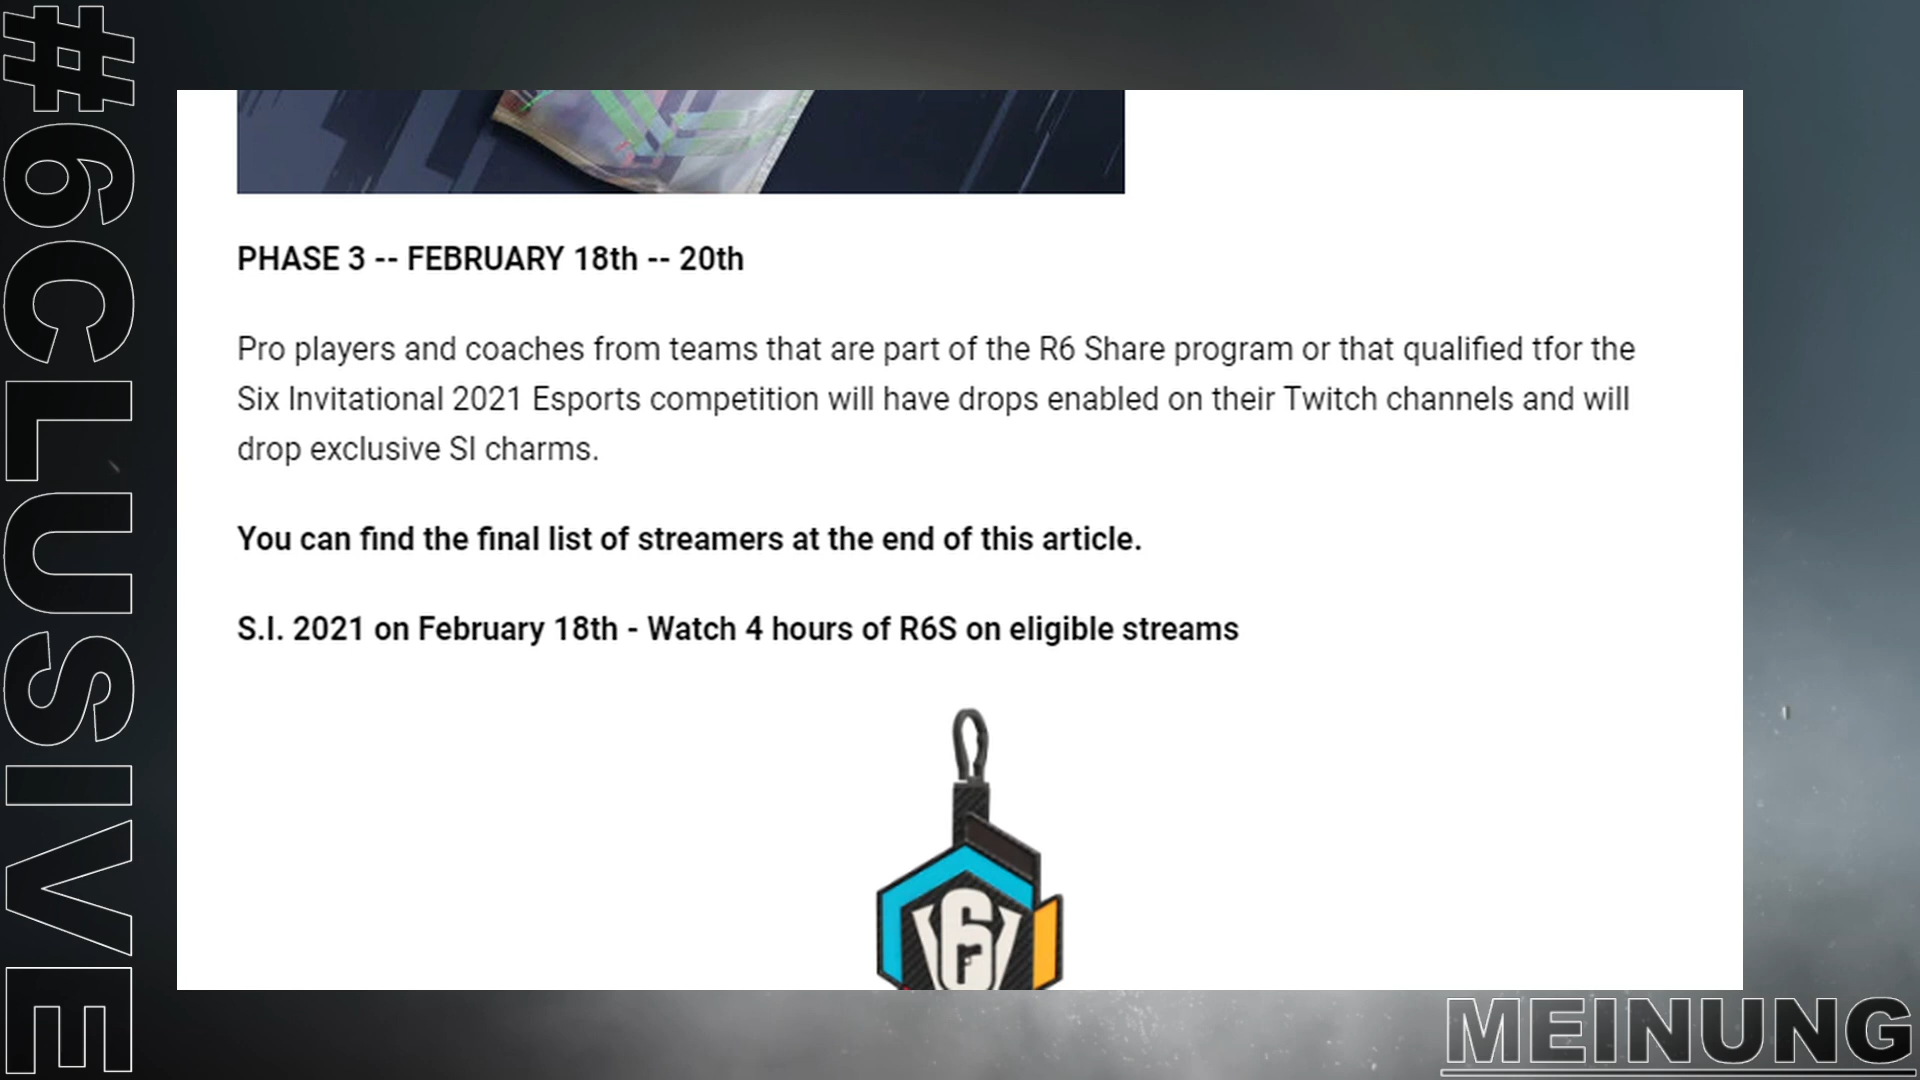 #6CLUSIVE
PHASE 3 -- FEBRUARY 18th -- 20th
Pro players and coaches from teams that are part of the R6 Share program or that qualified tfor the
Six Invitational 2021 Esports competition will have drops enabled on their Twitch channels and will
drop exclusive SI charms.
You can find the final list of streamers at the end of this article.
S.I. 2021 on February 18th - Watch 4 hours of R6S on eligible streams
6
MEINUNG